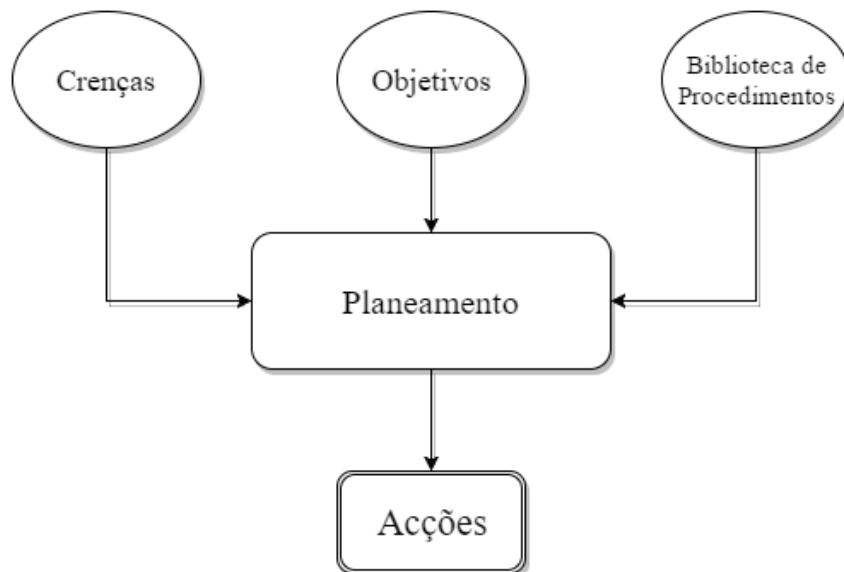 Crenças
Objetivos
Biblioteca de
Procedimentos
Planeamento
Acções